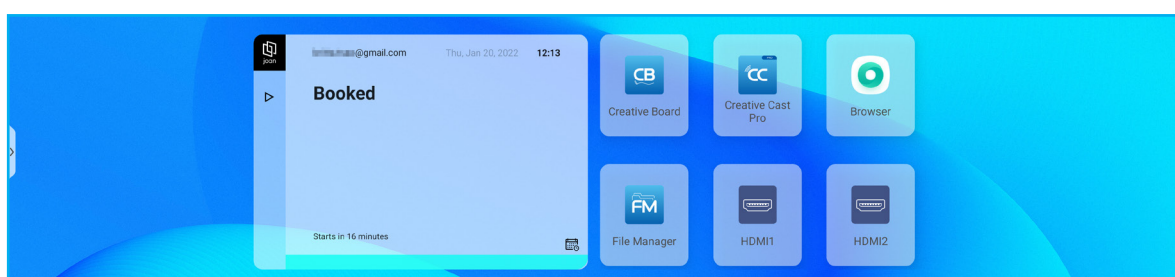 joan
@gmail.com
Thu, Jan 20, 2022
12:13
Booked
Starts in 16 minutes
CB
Creative Board
CC
Creative Cast
Pro
Browser
FM
File Manager
HDMI1
HDMI2